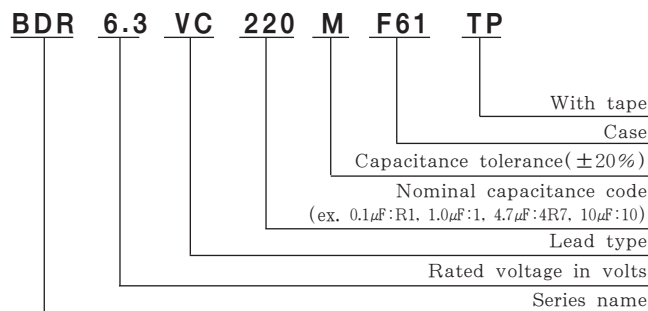 BDR 6.3 VC 220 M F61 TP
With tape
Case
Capacitance tolerance(±20%)
Nominal capacitance code
(ex. 0.1μF:R1, 1.0μF:1, 4.7μF:4R7, 10μF:10)
Lead type
Rated voltage in volts
Series name